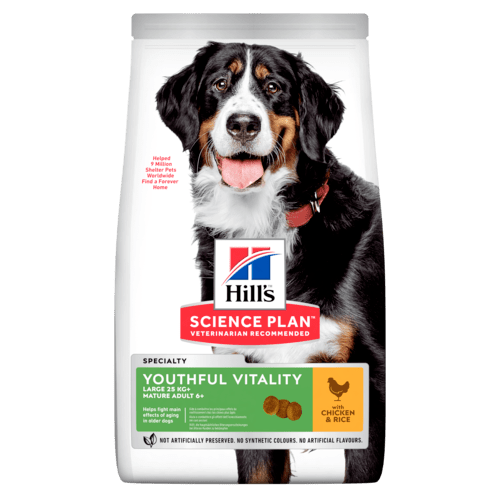 Helped
9 Million
Shelter Pets
Worldwide
Find a Forever
Home
Hill's
SCIENCE PLAN™
VETERINARIAN RECOMMENDED
SPECIALTY
YOUTHFUL VITALITY
LARGE 25 KG+
MATURE ADULT 6+
Helps fight main
effects of aging
in older dogs
with
CHICKEN
& RICE
NOT ARTIFICIALLY PRESERVED. NO SYNTHETIC COLOURS. NO ARTIFICIAL FLAVOURS.